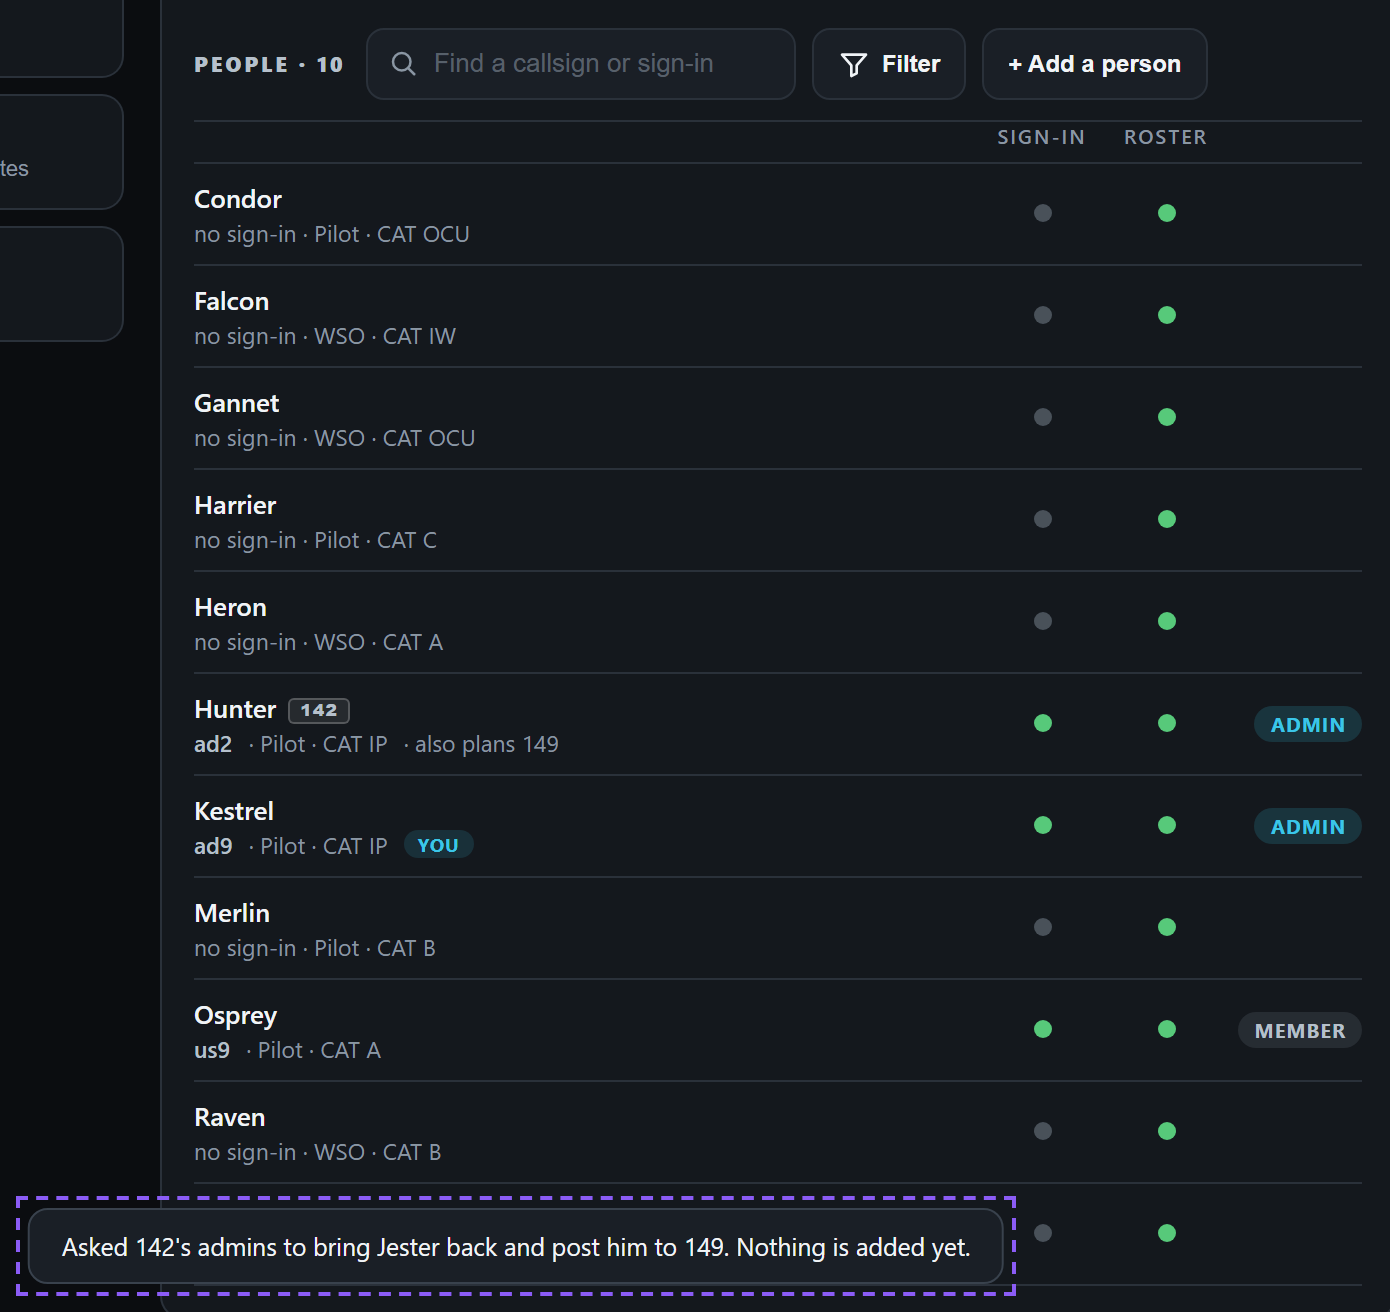 PEOPLE · 10
Find a callsign or sign-in
Filter
+ Add a person
SIGN-IN ROSTER
tes
Condor
no sign-in · Pilot · CAT OCU
Falcon
no sign-in · WSO · CAT IW
Gannet
no sign-in · WSO · CAT OCU
Harrier
no sign-in · Pilot · CAT C
Heron
no sign-in · WSO · CAT A
Hunter 142
ad2 · Pilot · CAT IP · also plans 149
ADMIN
Kestrel
ad9 · Pilot · CAT IP YOU
ADMIN
Merlin
no sign-in · Pilot · CAT B
Osprey
us9 · Pilot · CAT A
MEMBER
Raven
no sign-in · WSO · CAT B
Asked 142's admins to bring Jester back and post him to 149. Nothing is added yet.